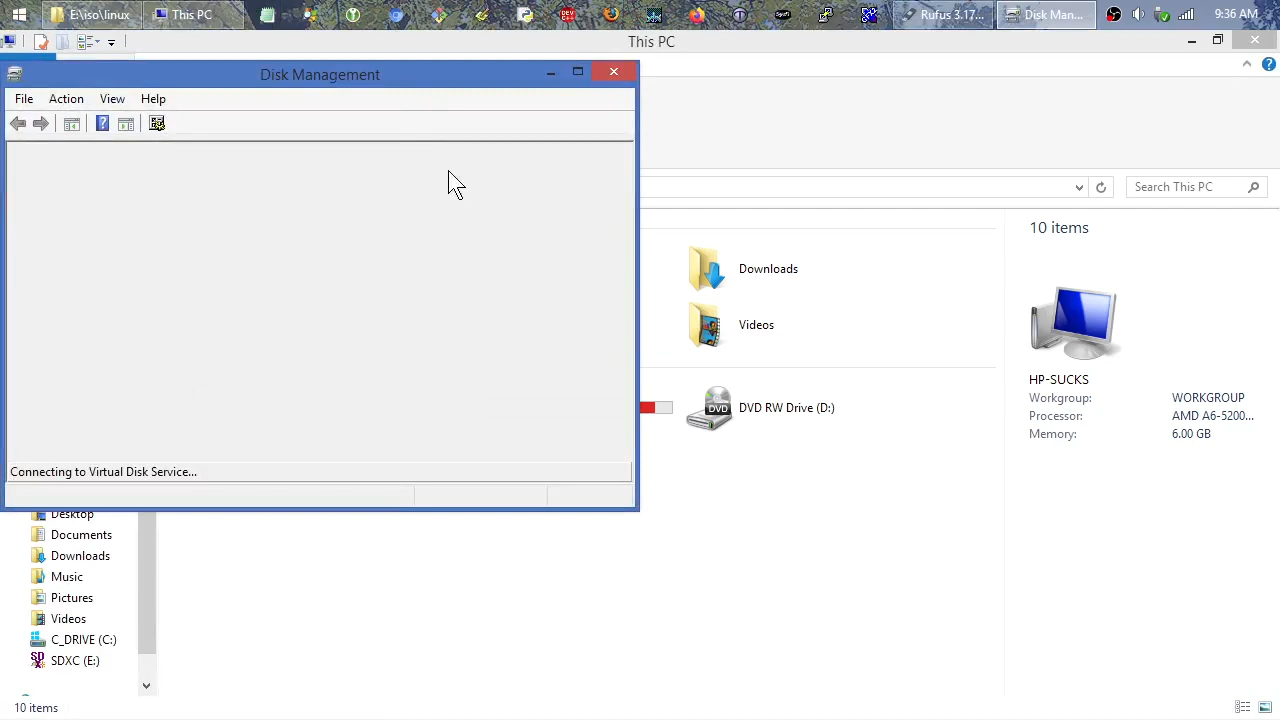 E:\iso\linux
This PC
Rufus 3.17...
Disk Man...
9:36 AM
This PC
Disk Management
File Action View Help
Search This PC
10 items
Downloads
Videos
HP-SUCKS
Workgroup: WORKGROUP
Processor: AMD A6-5200...
Memory: 6.00 GB
DVD
DVD RW Drive (D:)
Connecting to Virtual Disk Service...
Desktop
Documents
Downloads
Music
Pictures
Videos
C_DRIVE (C:)
SDXC (E:)
10 items